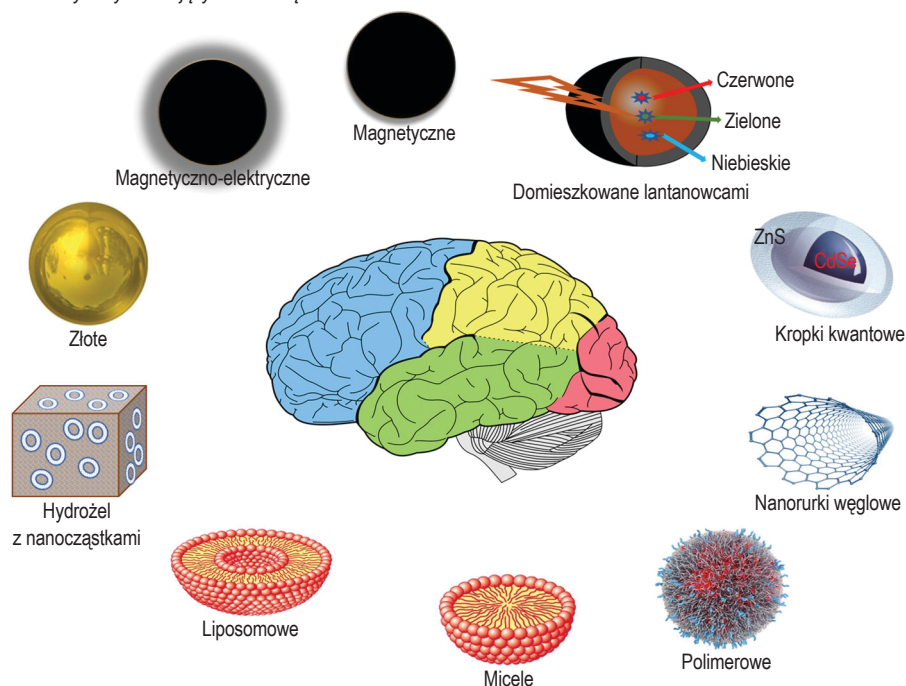 Magnetyczne
Magnetyczno-elektryczne
Czerwone
Zielone
Niebieskie
Domieszkowane lantanowcami
Złote
ZnS
CdSe
Kropki kwantowe
Hydrożel
z nanocząstkami
Nanorurki węglowe
Liposomowe
Micele
Polimerowe